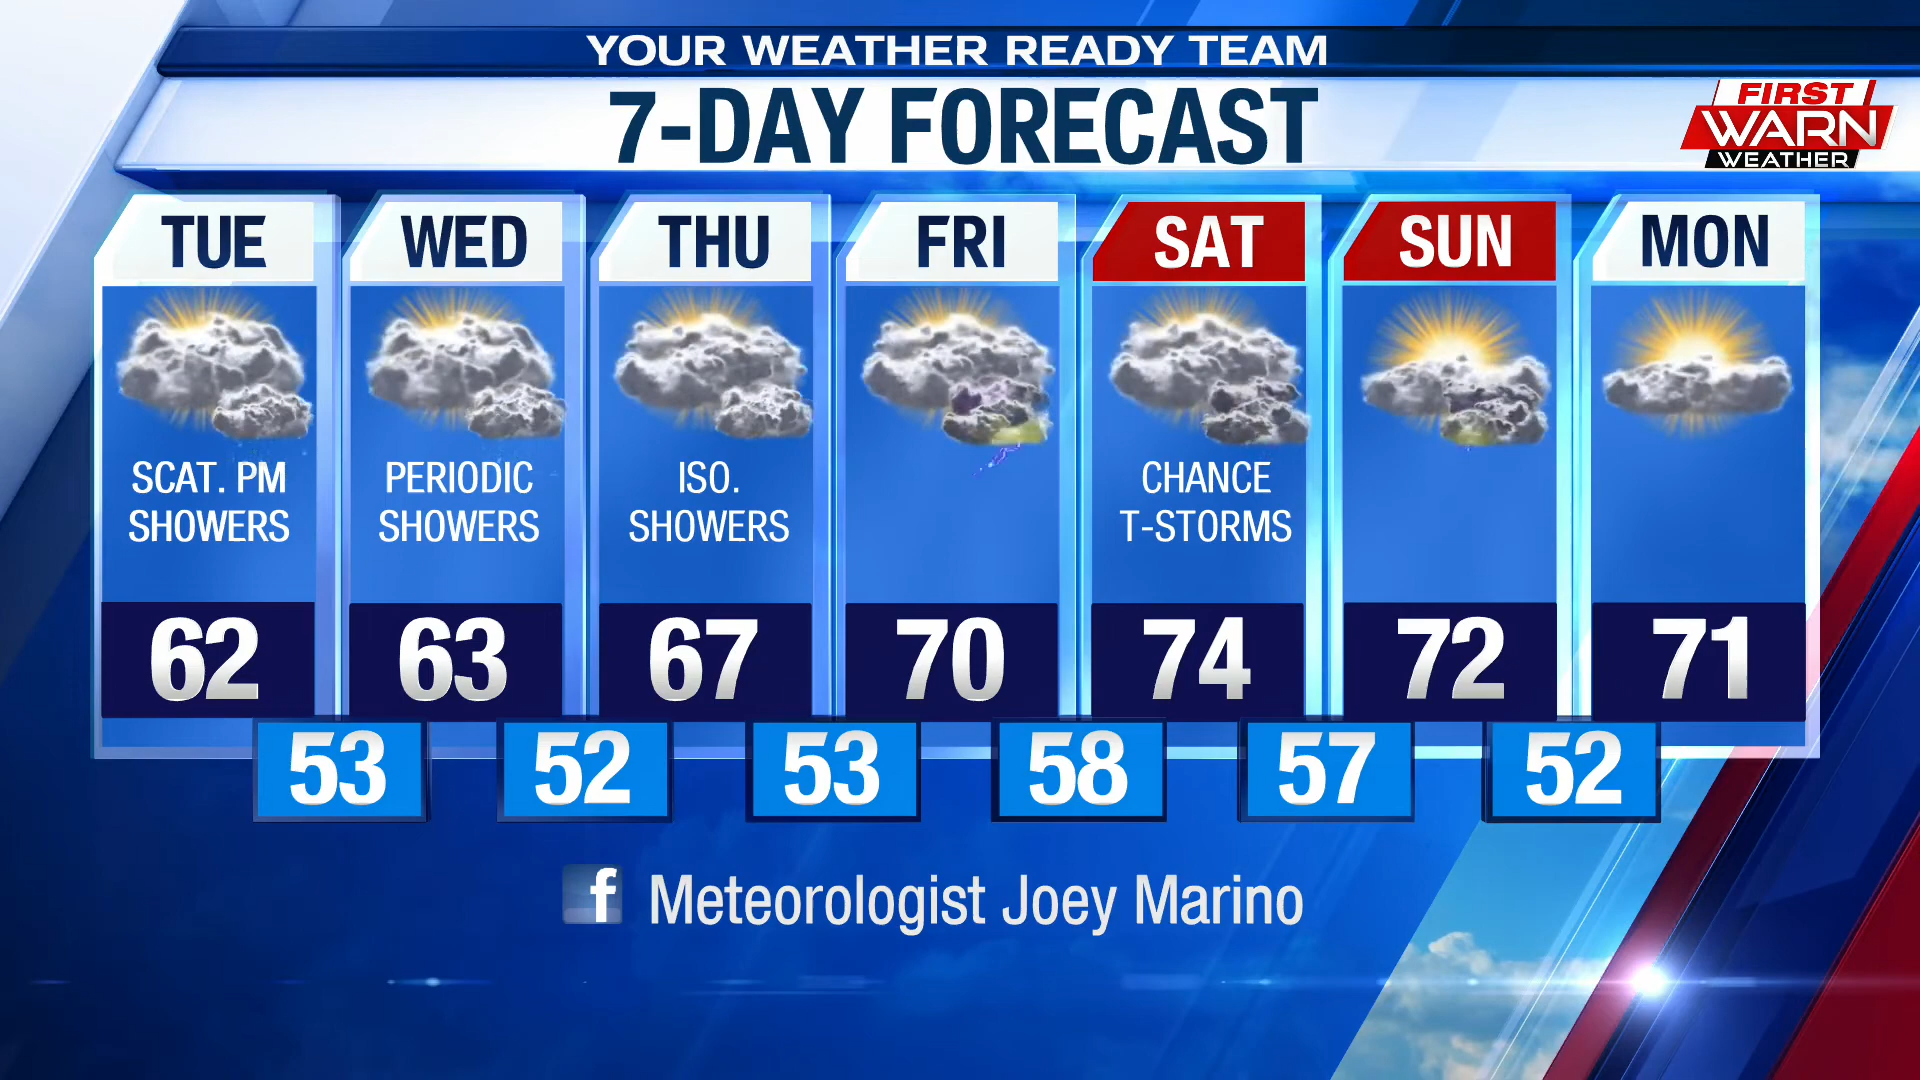 YOUR WEATHER READY TEAM
7-DAY FORECAST
FIRST
WARN
WEATHER
TUE WED THU FRI SAT SUN MON
SCAT. PM
SHOWERS
PERIODIC
SHOWERS
ISO.
SHOWERS
CHANCE
T-STORMS
62 63 67 70 74 72 71
53 52 53 58 57 52
f Meteorologist Joey Marino